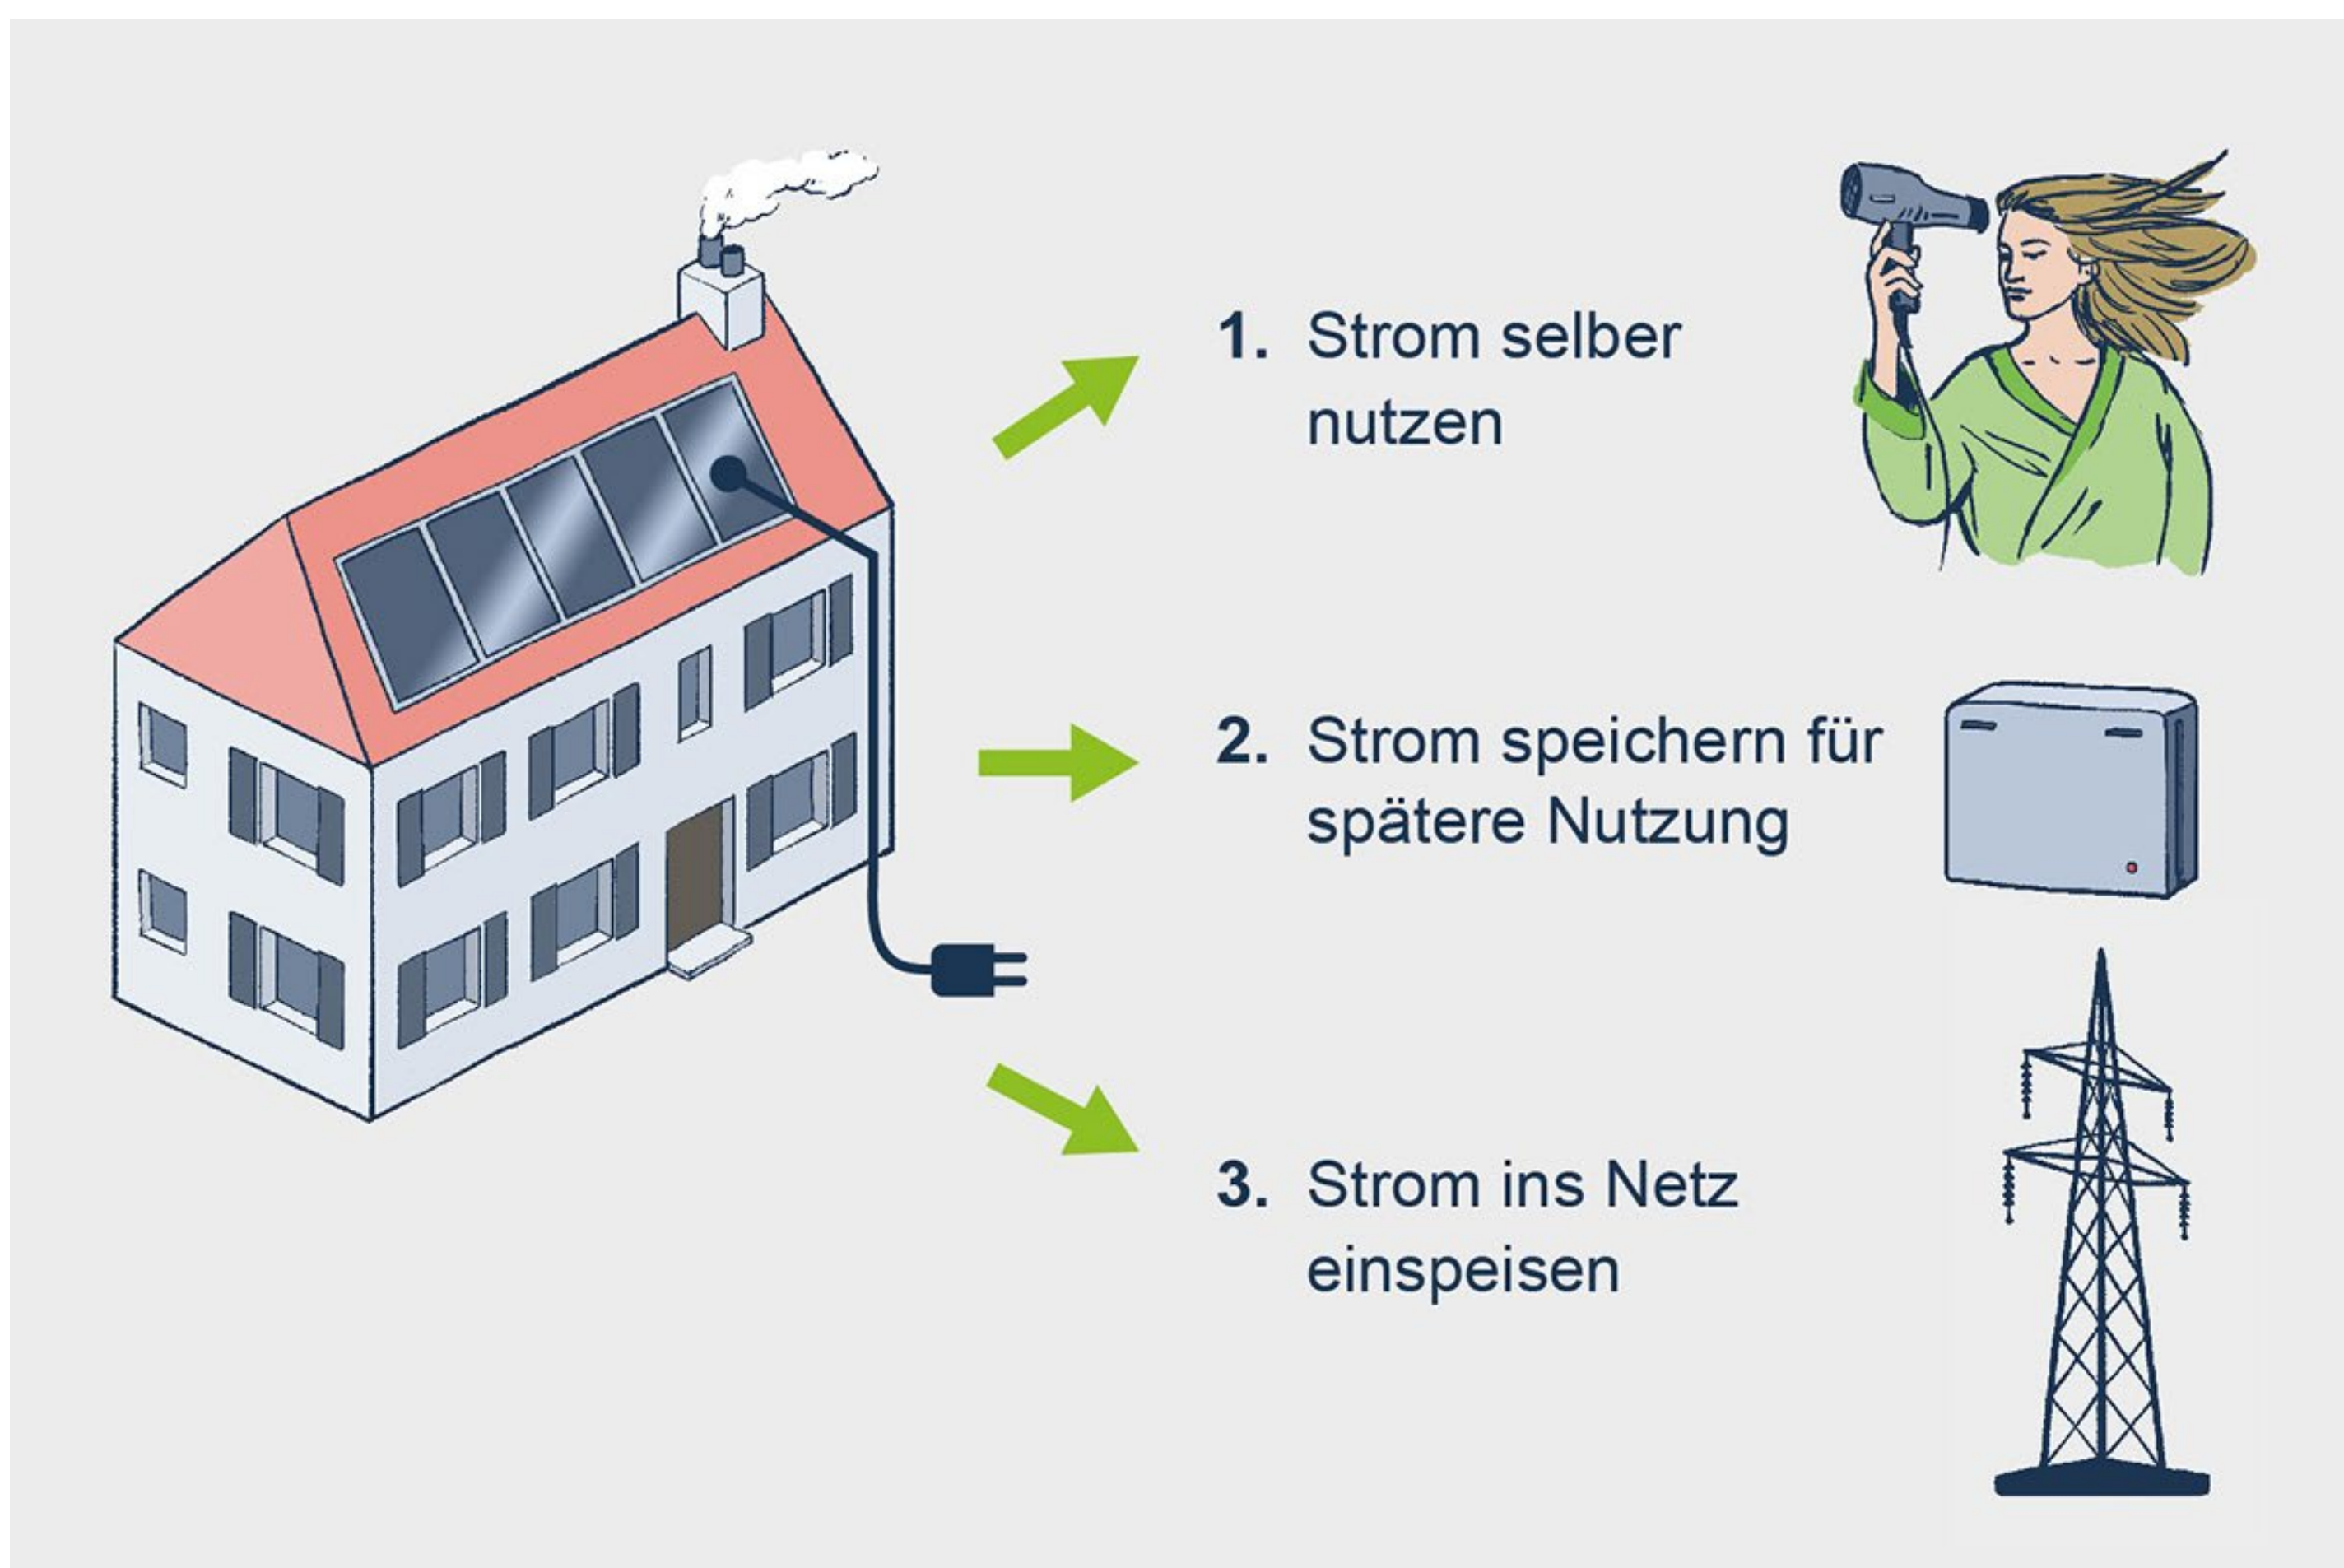 1. Strom selber
nutzen
2. Strom speichern für
spätere Nutzung
3. Strom ins Netz
einspeisen